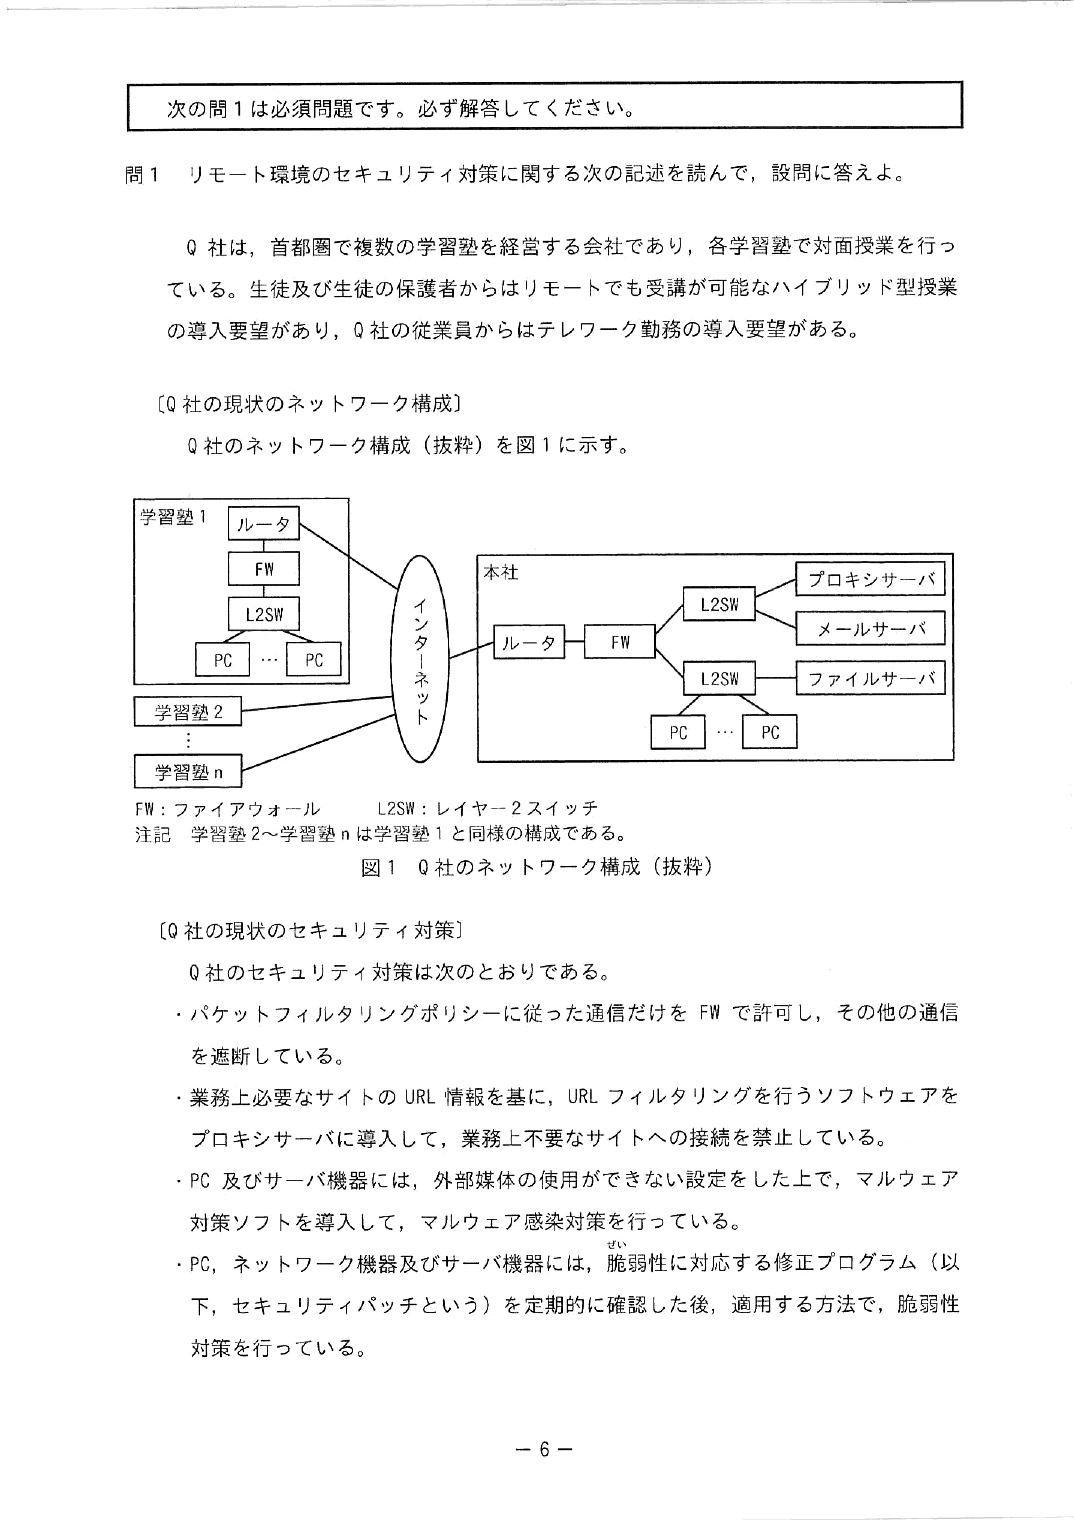 次の問1は必須問題です。必ず解答してください。
問1 リモート環境のセキュリティ対策に関する次の記述を読んで，設問に答えよ。
Q 社は，首都圏で複数の学習塾を経営する会社であり，各学習塾で対面授業を行っ
ている。生徒及び生徒の保護者からはリモートでも受講が可能なハイブリッド型授業
の導入要望があり，Q社の従業員からはテレワーク勤務の導入要望がある。
〔Q社の現状のネットワーク構成〕
Q社のネットワーク構成（抜粋）を図1に示す。
学習塾1
ルータ
FW
L2SW
PC … PC
学習塾2
⋮
学習塾n
インターネット
本社
ルータ
FW
L2SW
プロキシサーバ
メールサーバ
L2SW
ファイルサーバ
PC … PC
FW：ファイアウォール L2SW：レイヤー2スイッチ
注記 学習塾2～学習塾nは学習塾1と同様の構成である。
図1 Q社のネットワーク構成（抜粋）
〔Q社の現状のセキュリティ対策〕
Q社のセキュリティ対策は次のとおりである。
・パケットフィルタリングポリシーに従った通信だけを FW で許可し，その他の通信
を遮断している。
・業務上必要なサイトの URL 情報を基に，URL フィルタリングを行うソフトウェアを
プロキシサーバに導入して，業務上不要なサイトへの接続を禁止している。
・PC 及びサーバ機器には，外部媒体の使用ができない設定をした上で，マルウェア
対策ソフトを導入して，マルウェア感染対策を行っている。
ぜい
・PC，ネットワーク機器及びサーバ機器には，脆弱性に対応する修正プログラム（以
下，セキュリティパッチという）を定期的に確認した後，適用する方法で，脆弱性
対策を行っている。
－ 6 －